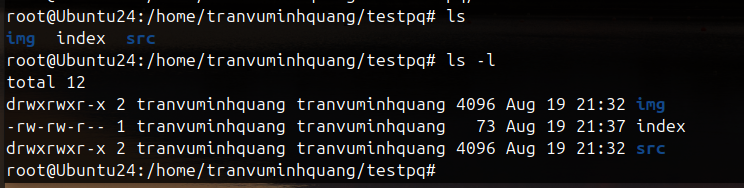 root@Ubuntu24:/home/tranvuminhquang/testpq# ls
img  index  src
root@Ubuntu24:/home/tranvuminhquang/testpq# ls -l
total 12
drwxrwxr-x 2 tranvuminhquang tranvuminhquang 4096 Aug 19 21:32 img
-rw-rw-r-- 1 tranvuminhquang tranvuminhquang   73 Aug 19 21:37 index
drwxrwxr-x 2 tranvuminhquang tranvuminhquang 4096 Aug 19 21:32 src
root@Ubuntu24:/home/tranvuminhquang/testpq#